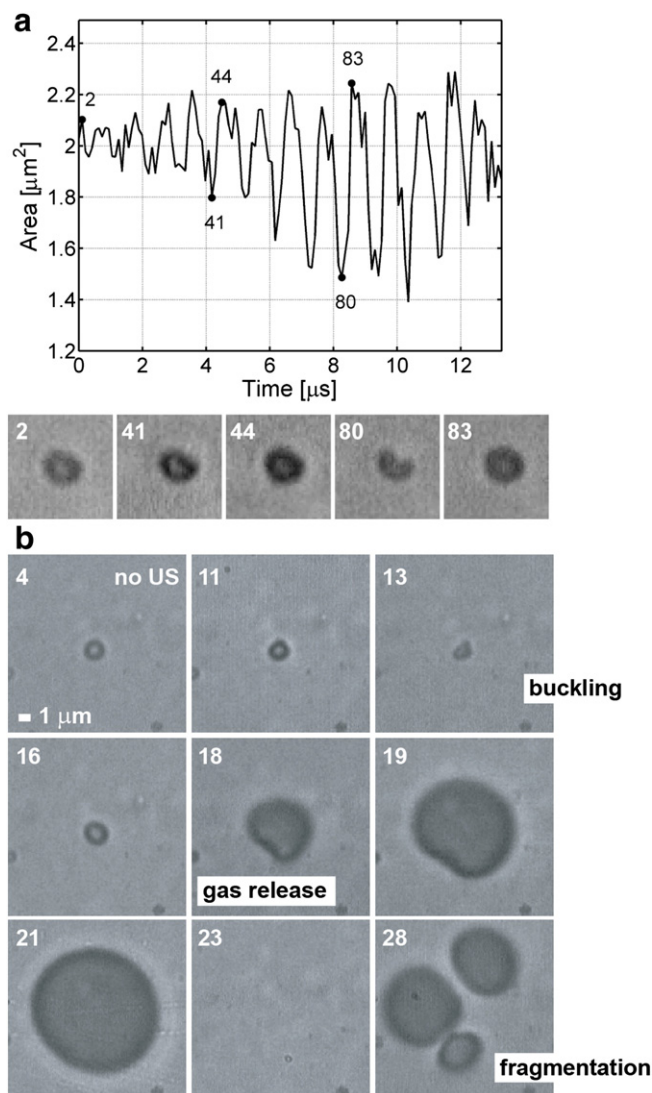 a
2.4
2.2
2
1.8
1.6
1.4
1.2
0 2 4 6 8 10 12
Area [μm²]
Time [μs]
2
41
44
80
83
2 41 44 80 83
b
4 no US 11 13
1 μm
buckling
16 18 19
gas release
21 23 28
fragmentation